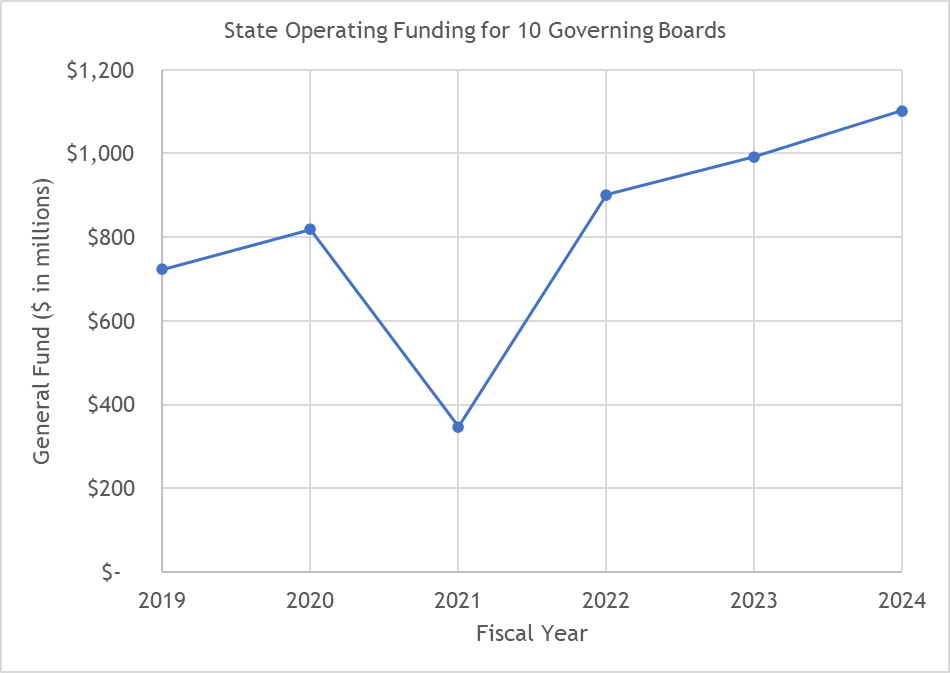 State Operating Funding for 10 Governing Boards
$1,200
$1,000
$800
$600
$400
$200
$-
General Fund ($ in millions)
2019 2020 2021 2022 2023 2024
Fiscal Year